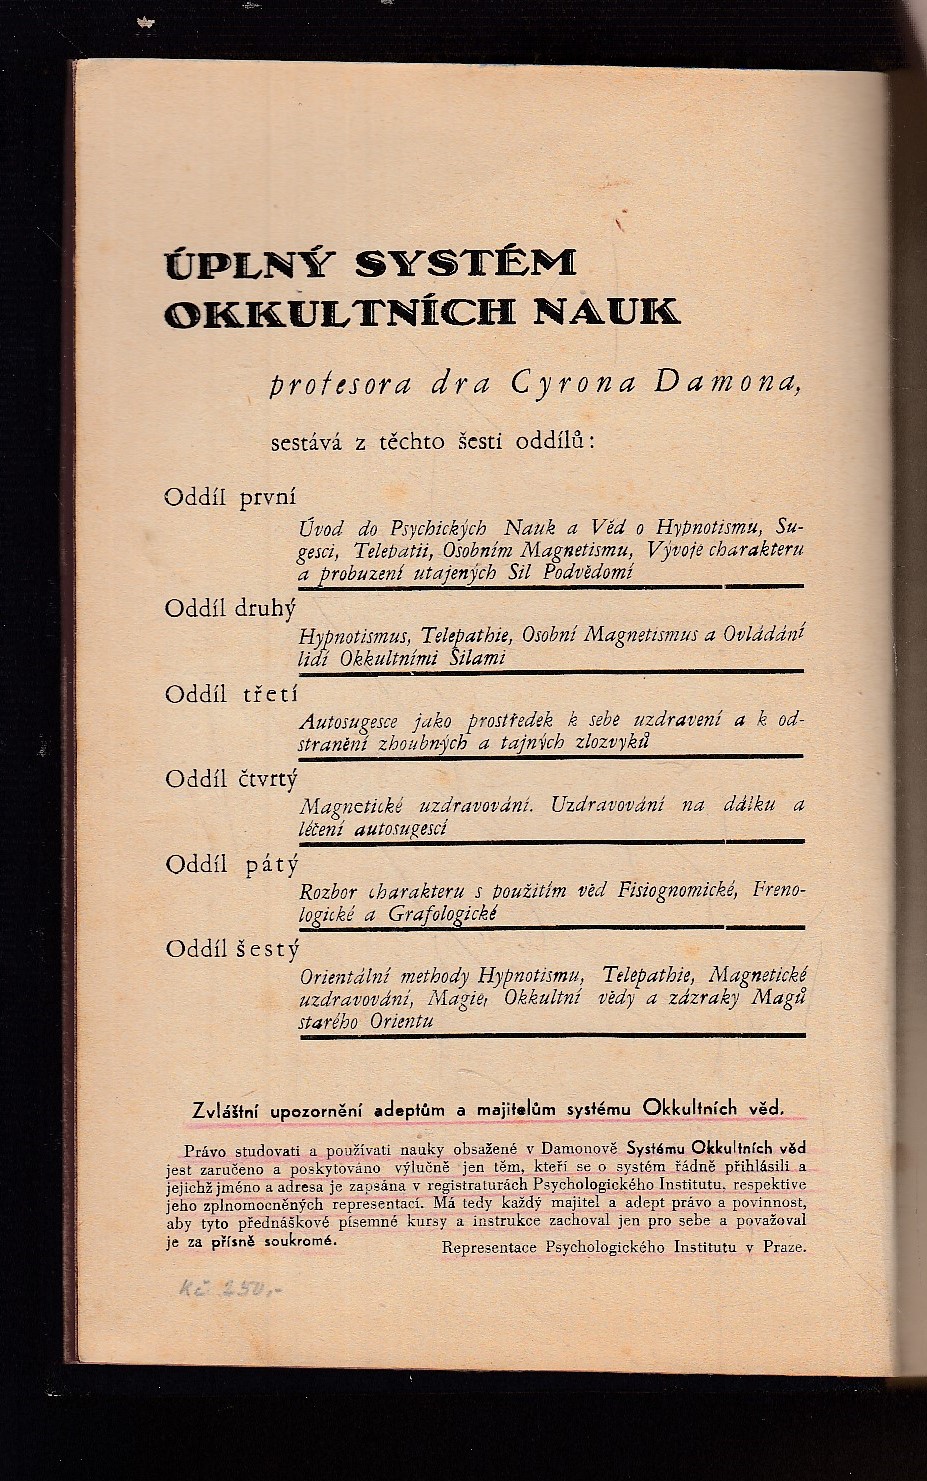 ÚPLNÝ SYSTÉM
OKKULTNÍCH NAUK
profesora dra Cyrona Damona,
sestává z těchto šesti oddílů:
Oddíl první
Úvod do Psychických Nauk a Věd o Hypnotismu, Su-
gesci, Telepatii, Osobním Magnetismu, Vývoje charakteru
a probuzení utajených Sil Podvědomí
Oddíl druhý
Hypnotismus, Telepathie, Osobní Magnetismus a Ovládání
lidí Okkultními Silami
Oddíl třetí
Autosugesce jako prostředek k sebe uzdravení a k od-
stranění zhoubných a tajných zlozvyků
Oddíl čtvrtý
Magnetické uzdravování. Uzdravování na dálku a
léčení autosugescí
Oddíl pátý
Rozbor charakteru s použitím věd Fisiognomické, Freno-
logické a Grafologické
Oddíl šestý
Orientální methody Hypnotismu, Telepathie, Magnetické
uzdravování, Magie, Okkultní vědy a zázraky Magů
starého Orientu
Zvláštní upozornění adeptům a majitelům systému Okkultních věd.
Právo studovati a používati nauky obsažené v Damonově Systému Okkultních věd
jest zaručeno a poskytováno výlučně jen těm, kteří se o systém řádně přihlásili a
jejichž jméno a adresa je zapsána v registraturách Psychologického Institutu, respektive
jeho zplnomocněných representací. Má tedy každý majitel a adept právo a povinnost,
aby tyto přednáškové písemné kursy a instrukce zachoval jen pro sebe a považoval
je za přísně soukromé.
Representace Psychologického Institutu v Praze.
Kč 250,-